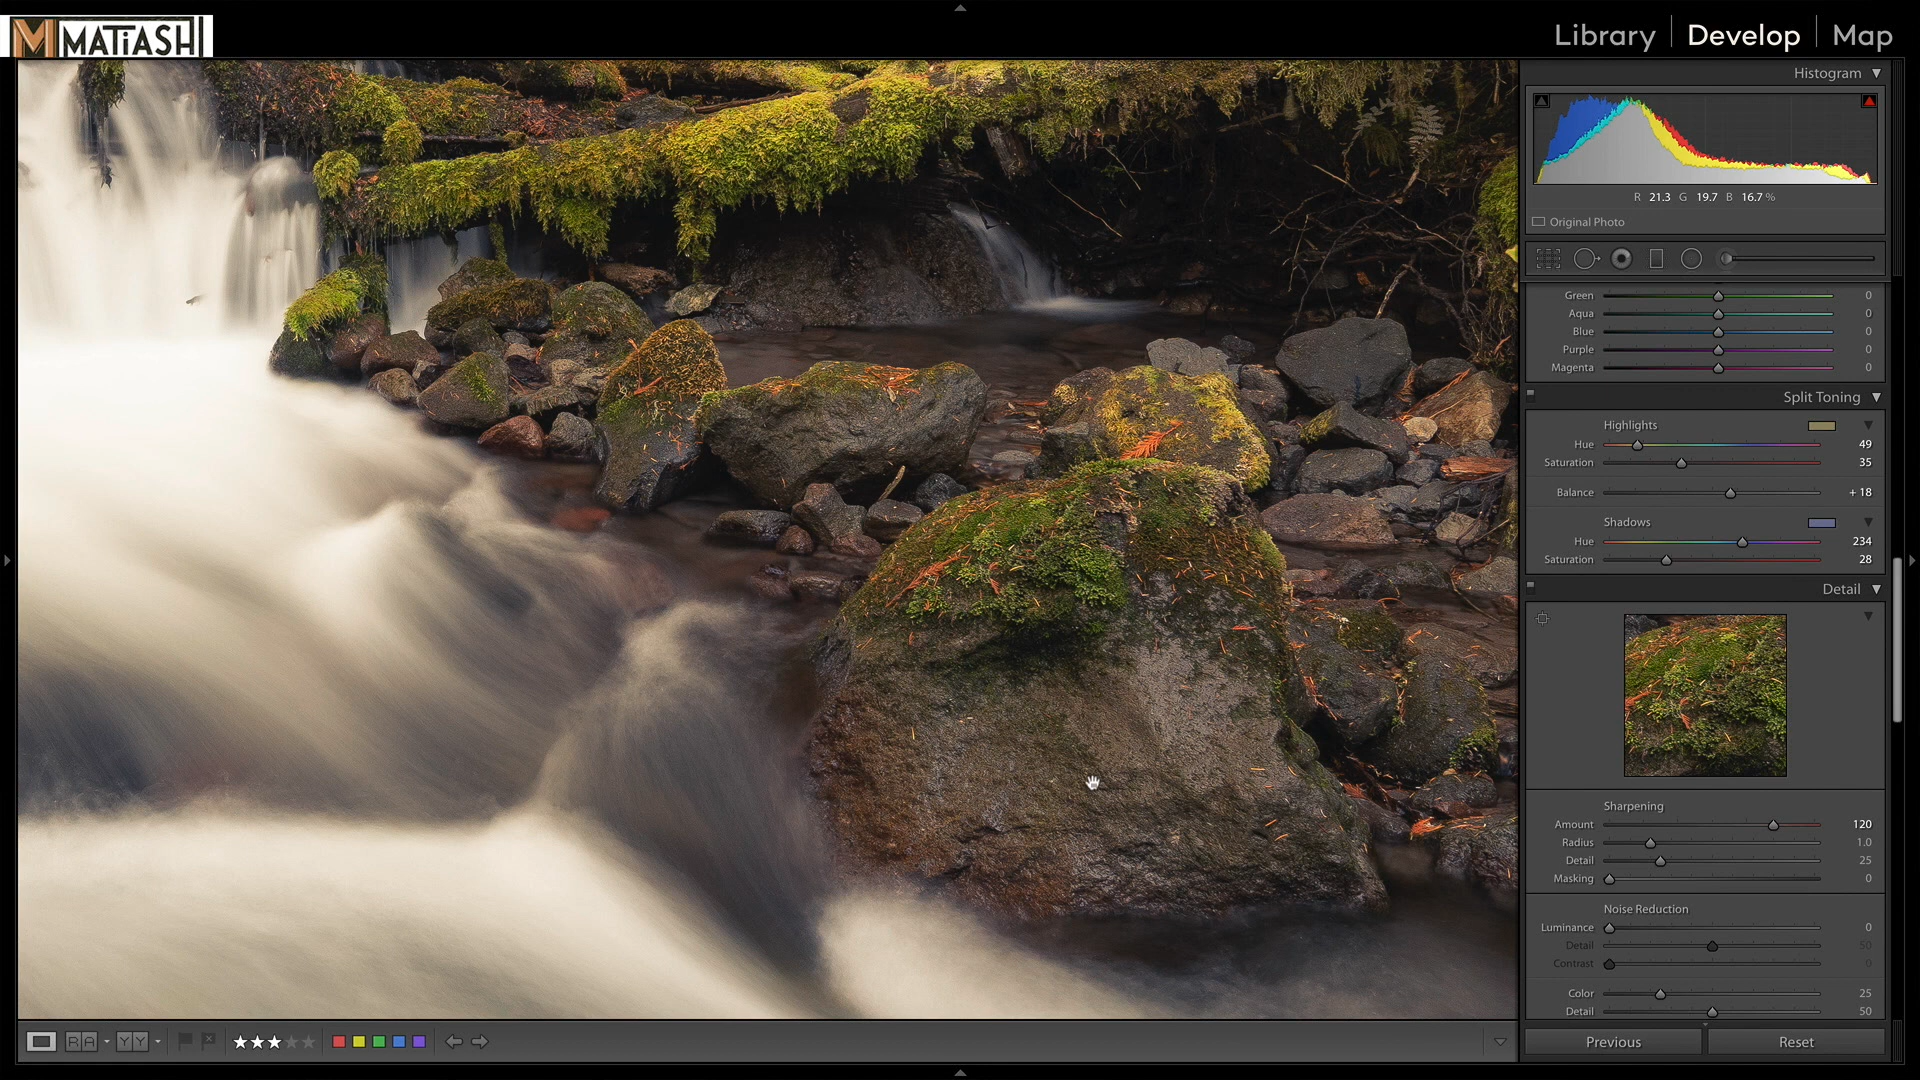 MATIASH
Library Develop Map
Histogram
R 21.3 G 19.7 B 16.7 %
Original Photo
Green 0
Aqua 0
Blue 0
Purple 0
Magenta 0
Split Toning
Highlights
Hue 49
Saturation 35
Balance + 18
Shadows
Hue 234
Saturation 28
Detail
Sharpening
Amount 120
Radius 1.0
Detail 25
Masking 0
Noise Reduction
Luminance 0
Detail 50
Contrast 0
Color 25
Detail 50
R A Y Y Previous Reset